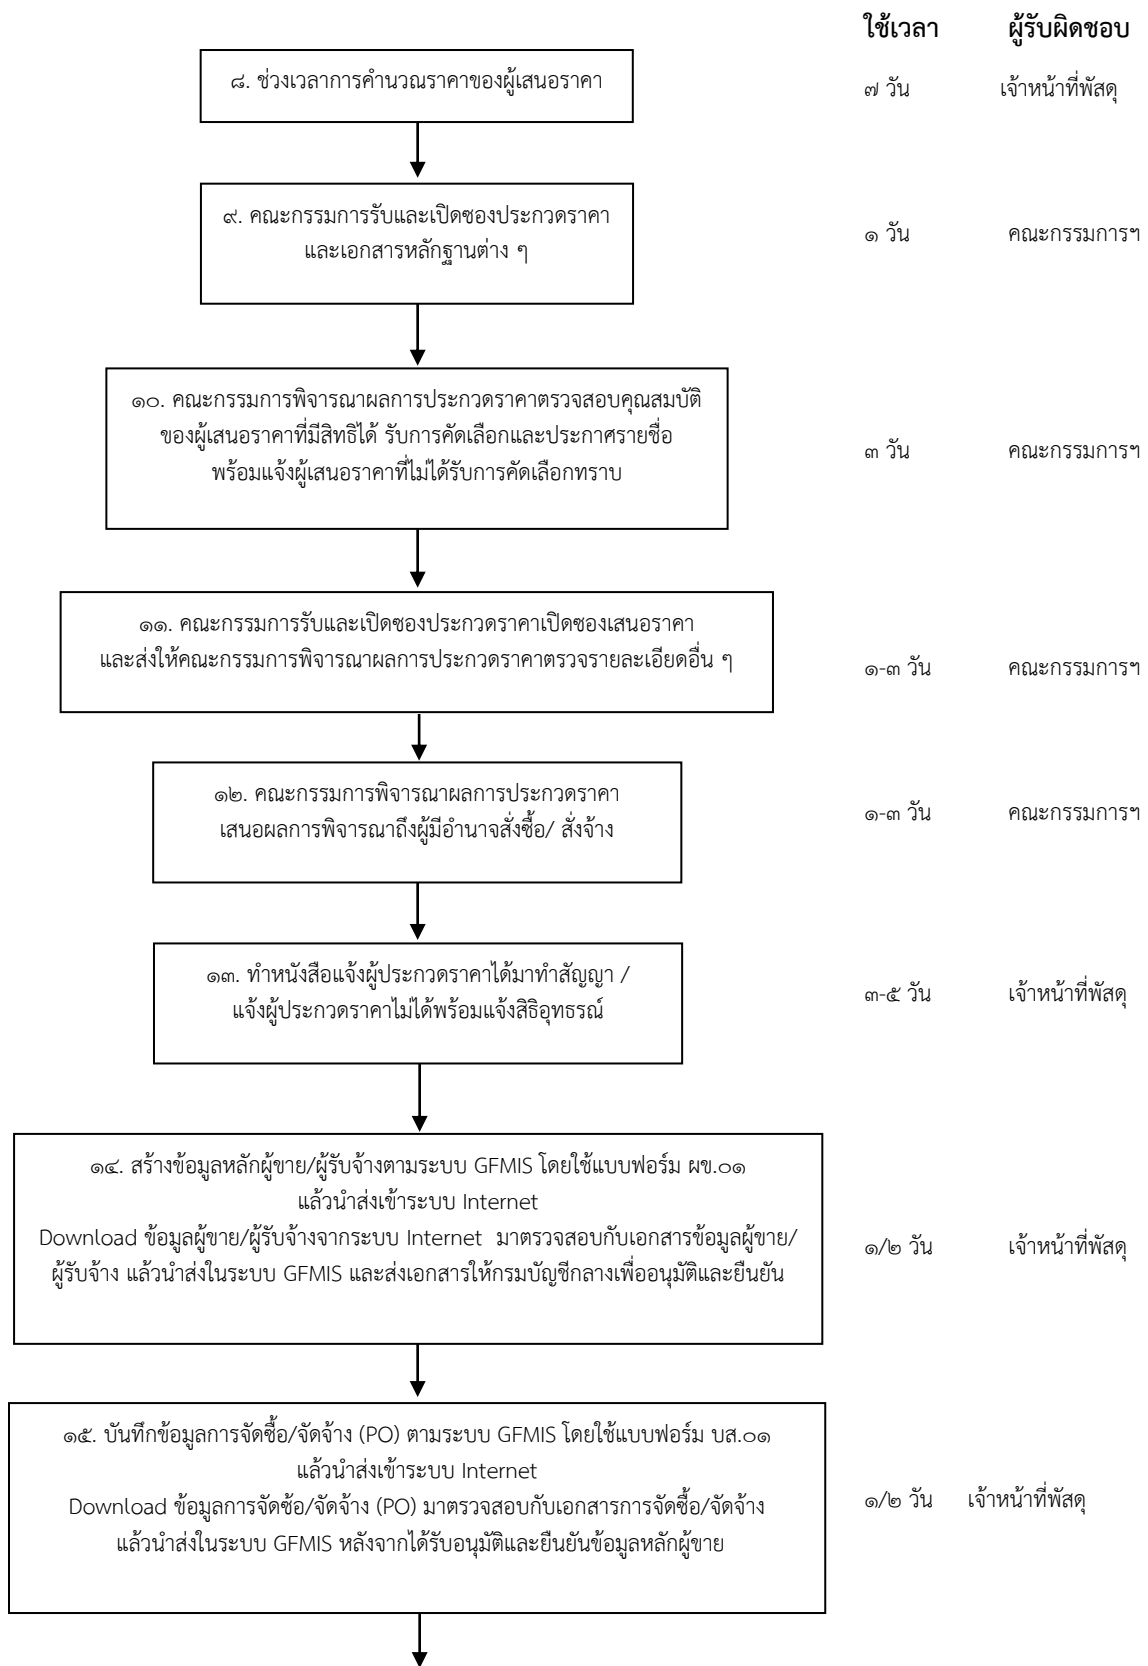 ใช้เวลา ผู้รับผิดชอบ
๘. ช่วงเวลาการคำนวณราคาของผู้เสนอราคา
๗ วัน เจ้าหน้าที่พัสดุ
๙. คณะกรรมการรับและเปิดซองประกวดราคา
และเอกสารหลักฐานต่าง ๆ
๑ วัน คณะกรรมการฯ
๑๐. คณะกรรมการพิจารณาผลการประกวดราคาตรวจสอบคุณสมบัติ
ของผู้เสนอราคาที่มีสิทธิได้ รับการคัดเลือกและประกาศรายชื่อ
พร้อมแจ้งผู้เสนอราคาที่ไม่ได้รับการคัดเลือกทราบ
๓ วัน คณะกรรมการฯ
๑๑. คณะกรรมการรับและเปิดซองประกวดราคาเปิดซองเสนอราคา
และส่งให้คณะกรรมการพิจารณาผลการประกวดราคาตรวจรายละเอียดอื่น ๆ
๑-๓ วัน คณะกรรมการฯ
๑๒. คณะกรรมการพิจารณาผลการประกวดราคา
เสนอผลการพิจารณาถึงผู้มีอำนาจสั่งซื้อ/ สั่งจ้าง
๑-๓ วัน คณะกรรมการฯ
๑๓. ทำหนังสือแจ้งผู้ประกวดราคาได้มาทำสัญญา /
แจ้งผู้ประกวดราคาไม่ได้พร้อมแจ้งสิธิอุทธรณ์
๓-๕ วัน เจ้าหน้าที่พัสดุ
๑๔. สร้างข้อมูลหลักผู้ขาย/ผู้รับจ้างตามระบบ GFMIS โดยใช้แบบฟอร์ม ผข.๐๑
แล้วนำส่งเข้าระบบ Internet
Download ข้อมูลผู้ขาย/ผู้รับจ้างจากระบบ Internet มาตรวจสอบกับเอกสารข้อมูลผู้ขาย/
ผู้รับจ้าง แล้วนำส่งในระบบ GFMIS และส่งเอกสารให้กรมบัญชีกลางเพื่ออนุมัติและยืนยัน
๑/๒ วัน เจ้าหน้าที่พัสดุ
๑๕. บันทึกข้อมูลการจัดซื้อ/จัดจ้าง (PO) ตามระบบ GFMIS โดยใช้แบบฟอร์ม บส.๐๑
แล้วนำส่งเข้าระบบ Internet
Download ข้อมูลการจัดซ้อ/จัดจ้าง (PO) มาตรวจสอบกับเอกสารการจัดซื้อ/จัดจ้าง
แล้วนำส่งในระบบ GFMIS หลังจากได้รับอนุมัติและยืนยันข้อมูลหลักผู้ขาย
๑/๒ วัน เจ้าหน้าที่พัสดุ